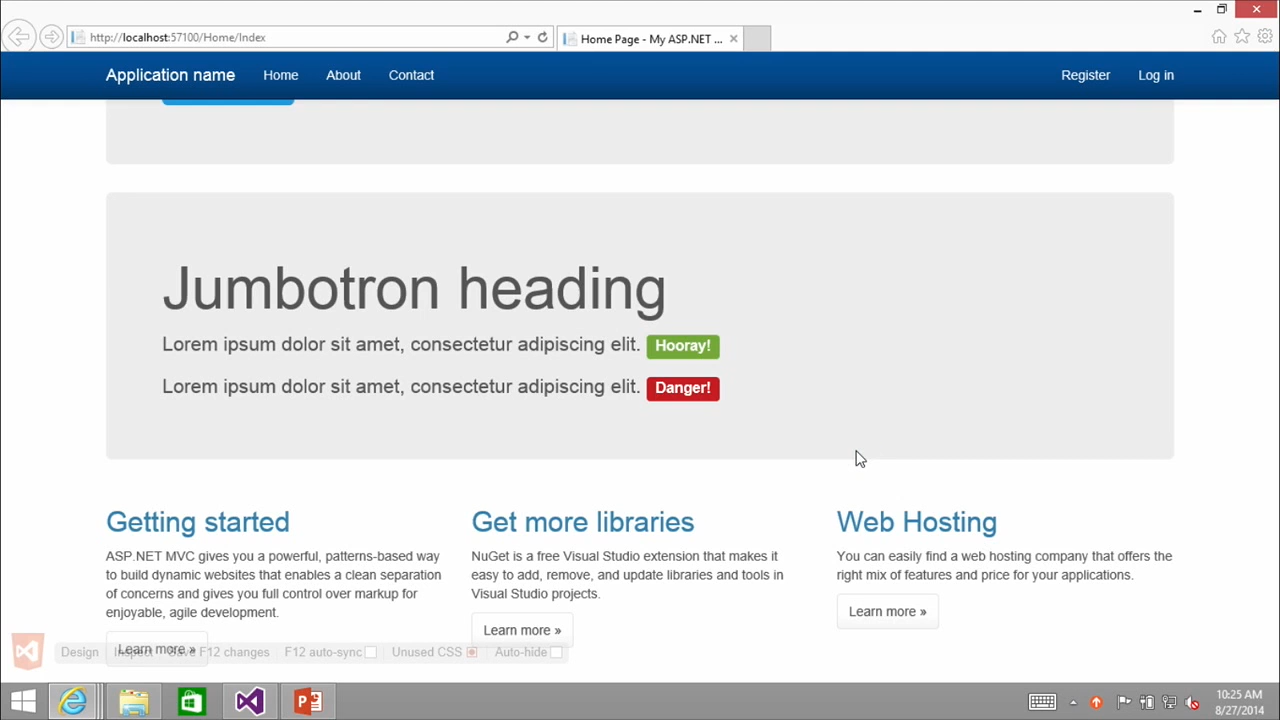 http://localhost:57100/Home/Index
Home Page - My ASP.NET ...
Application name Home About Contact Register Log in
Jumbotron heading
Lorem ipsum dolor sit amet, consectetur adipiscing elit. Hooray!
Lorem ipsum dolor sit amet, consectetur adipiscing elit. Danger!
Getting started
ASP.NET MVC gives you a powerful, patterns-based way
to build dynamic websites that enables a clean separation
of concerns and gives you full control over markup for
enjoyable, agile development.
Learn more »
Get more libraries
NuGet is a free Visual Studio extension that makes it
easy to add, remove, and update libraries and tools in
Visual Studio projects.
Learn more »
Web Hosting
You can easily find a web hosting company that offers the
right mix of features and price for your applications.
Learn more »
Design Inspect Save F12 changes F12 auto-sync Unused CSS Auto-hide
10:25 AM
8/27/2014